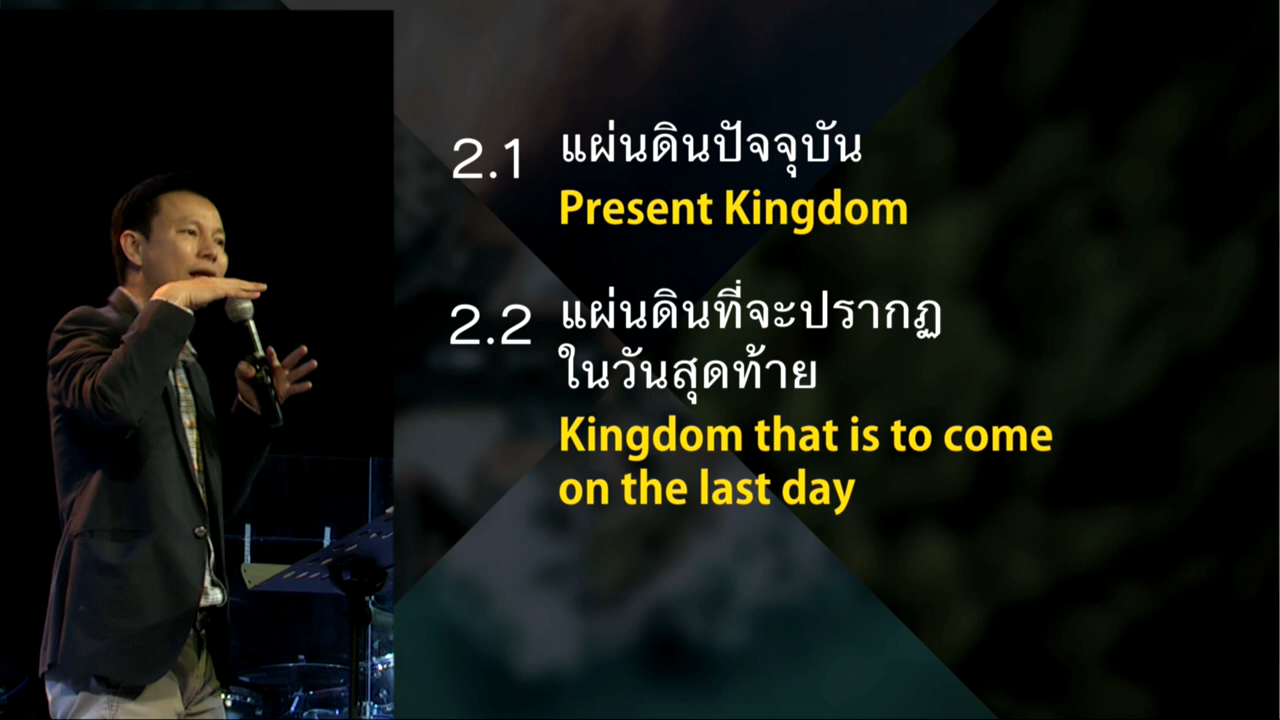 2.1 แผ่นดินปัจจุบัน
Present Kingdom
2.2 แผ่นดินที่จะปรากฏ
ในวันสุดท้าย
Kingdom that is to come
on the last day